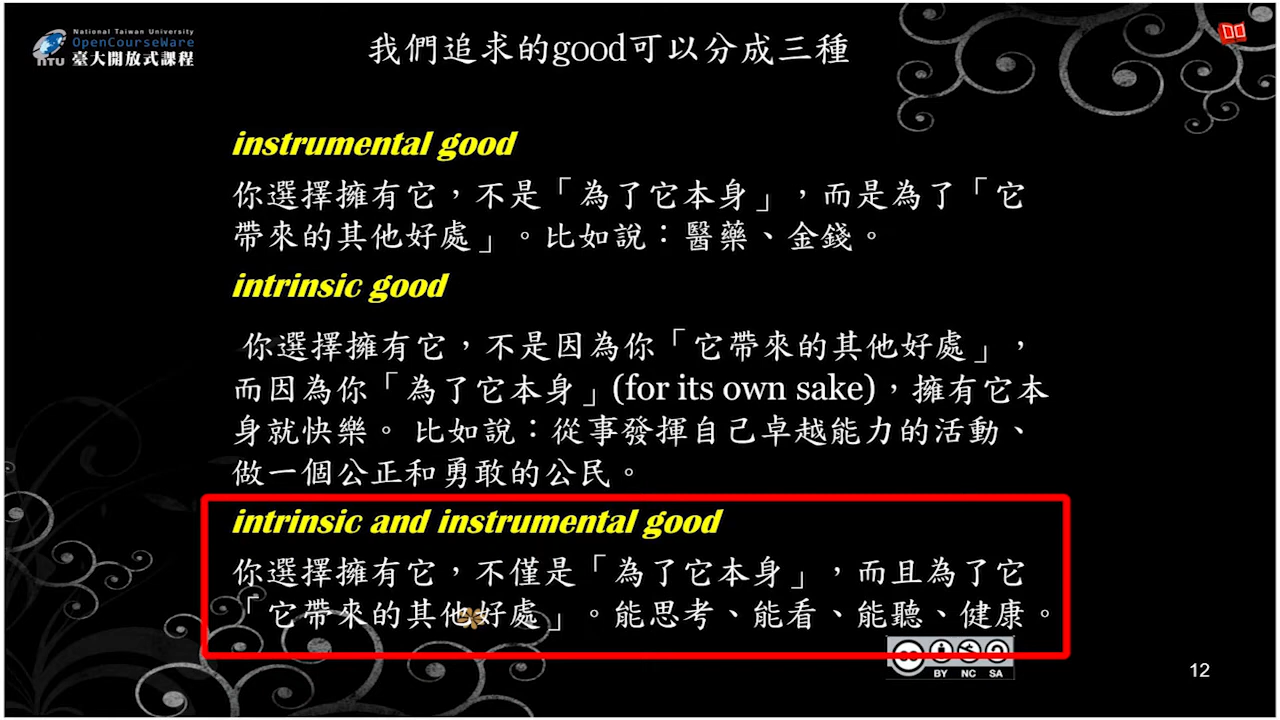 National Taiwan University
OpenCourseWare
NTU 臺大開放式課程
我們追求的good可以分成三種
instrumental good
你選擇擁有它，不是「為了它本身」，而是為了「它
帶來的其他好處」。比如說：醫藥、金錢。
intrinsic good
你選擇擁有它，不是因為你「它帶來的其他好處」，
而因為你「為了它本身」(for its own sake)，擁有它本
身就快樂。 比如說：從事發揮自己卓越能力的活動、
做一個公正和勇敢的公民。
intrinsic and instrumental good
你選擇擁有它，不僅是「為了它本身」，而且為了它
「它帶來的其他好處」。能思考、能看、能聽、健康。
cc
BY NC SA
12